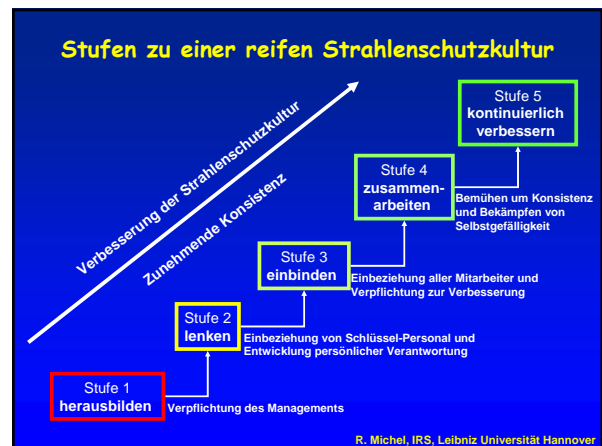 Stufen zu einer reifen Strahlenschutzkultur
Verbesserung der Strahlenschutzkultur
Zunehmende Konsistenz
Stufe 5
kontinuierlich
verbessern
Stufe 4
zusammen-
arbeiten
Bemühen um Konsistenz
und Bekämpfen von
Selbstgefälligkeit
Stufe 3
einbinden
Einbeziehung aller Mitarbeiter und
Verpflichtung zur Verbesserung
Stufe 2
lenken
Einbeziehung von Schlüssel-Personal und
Entwicklung persönlicher Verantwortung
Stufe 1
herausbilden
Verpflichtung des Managements
R. Michel, IRS, Leibniz Universität Hannover